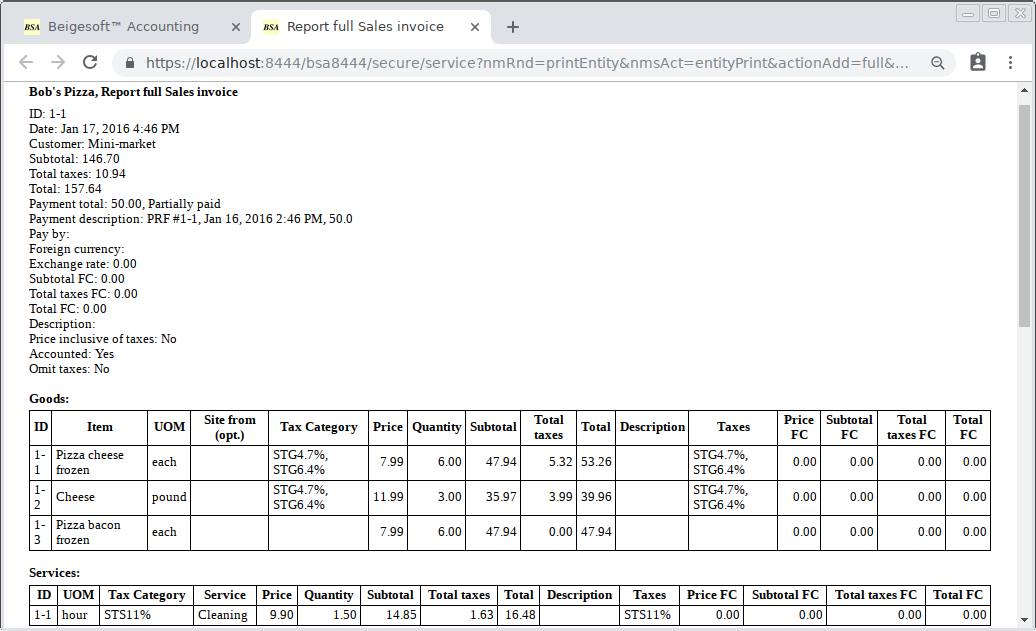 BSA Beigesoft™ Accounting
BSA Report full Sales invoice
https://localhost:8444/bsa8444/secure/service?nmRnd=printEntity&nmsAct=entityPrint&actionAdd=full&...
Bob's Pizza, Report full Sales invoice
ID: 1-1
Date: Jan 17, 2016 4:46 PM
Customer: Mini-market
Subtotal: 146.70
Total taxes: 10.94
Total: 157.64
Payment total: 50.00, Partially paid
Payment description: PRF #1-1, Jan 16, 2016 2:46 PM, 50.0
Pay by:
Foreign currency:
Exchange rate: 0.00
Subtotal FC: 0.00
Total taxes FC: 0.00
Total FC: 0.00
Description:
Price inclusive of taxes: No
Accounted: Yes
Omit taxes: No
Goods:
ID Item UOM Site from (opt.) Tax Category Price Quantity Subtotal Total taxes Total Description Taxes Price FC Subtotal FC Total taxes FC Total FC
1-1 Pizza cheese frozen each STG4.7%, STG6.4% 7.99 6.00 47.94 5.32 53.26 STG4.7%, STG6.4% 0.00 0.00 0.00 0.00
1-2 Cheese pound STG4.7%, STG6.4% 11.99 3.00 35.97 3.99 39.96 STG4.7%, STG6.4% 0.00 0.00 0.00 0.00
1-3 Pizza bacon frozen each 7.99 6.00 47.94 0.00 47.94 0.00 0.00 0.00 0.00
Services:
ID UOM Tax Category Service Price Quantity Subtotal Total taxes Total Description Taxes Price FC Subtotal FC Total taxes FC Total FC
1-1 hour STS11% Cleaning 9.90 1.50 14.85 1.63 16.48 STS11% 0.00 0.00 0.00 0.00